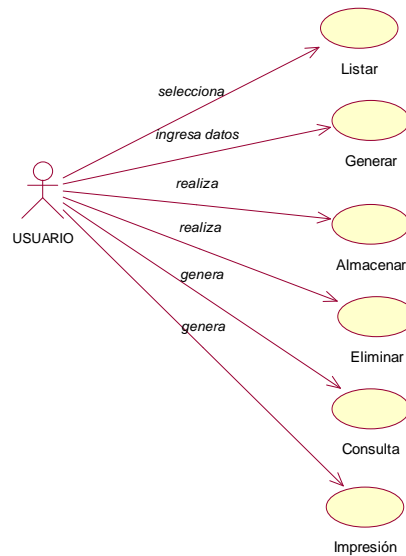 selecciona
Listar
ingresa datos
Generar
realiza
USUARIO
Almacenar
realiza
Eliminar
genera
Consulta
genera
Impresión